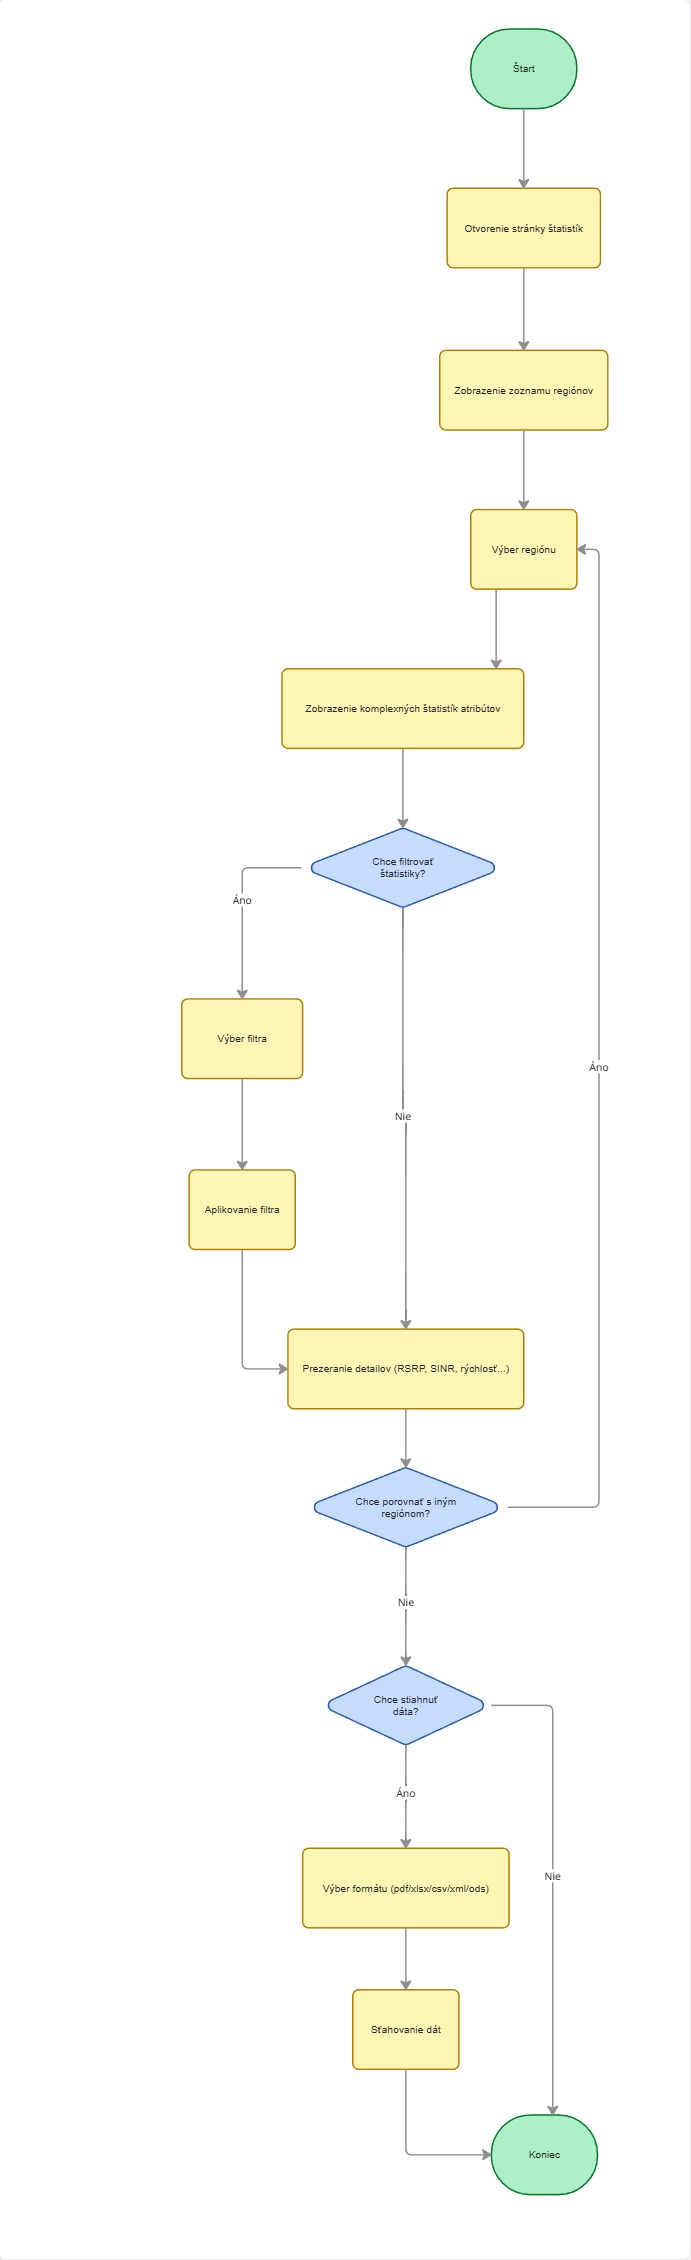 Štart
Otvorenie stránky štatistík
Zobrazenie zoznamu regiónov
Výber regiónu
Zobrazenie komplexných štatistík atribútov
Chce filtrovať
štatistiky?
Áno
Výber filtra
Áno
Nie
Aplikovanie filtra
Prezeranie detailov (RSRP, SINR, rýchlosť...)
Chce porovnať s iným
regiónom?
Nie
Chce stiahnuť
dáta?
Áno
Nie
Výber formátu (pdf/xlsx/csv/xml/ods)
Sťahovanie dát
Koniec